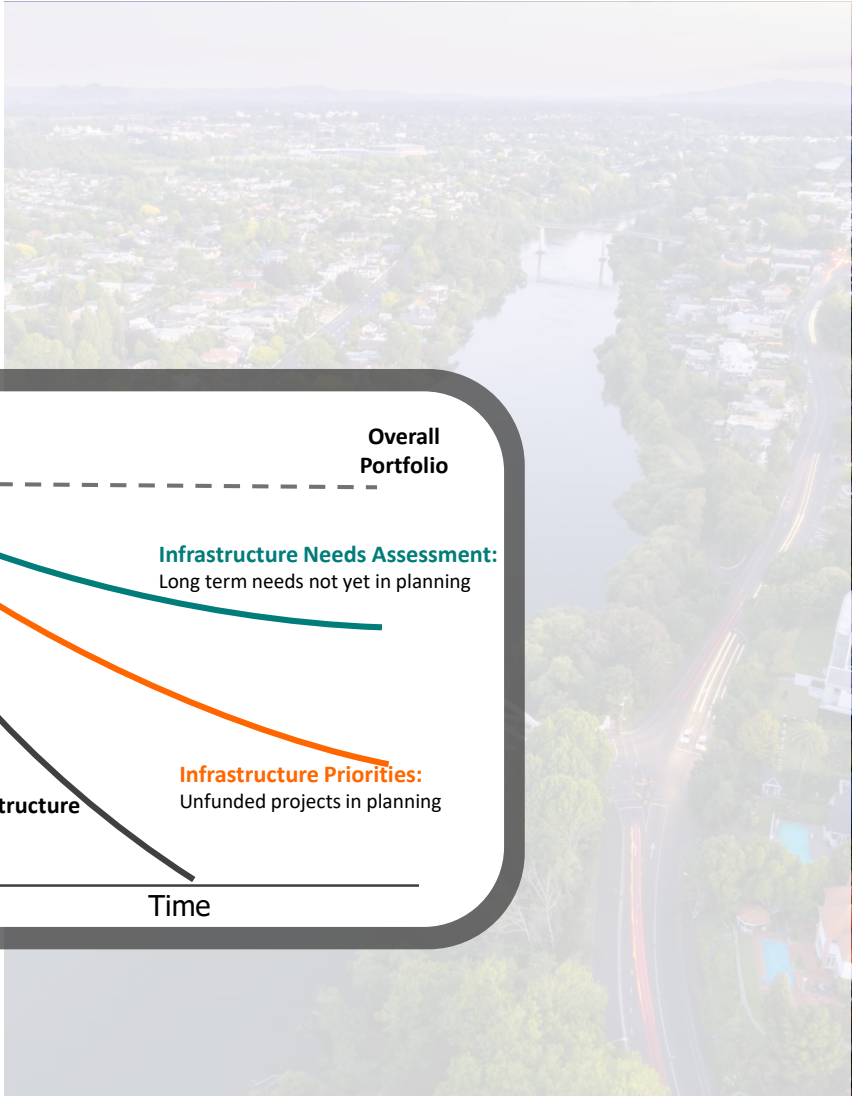 Overall
Portfolio
Infrastructure Needs Assessment:
Long term needs not yet in planning
Infrastructure Priorities:
Unfunded projects in planning
tructure
Time